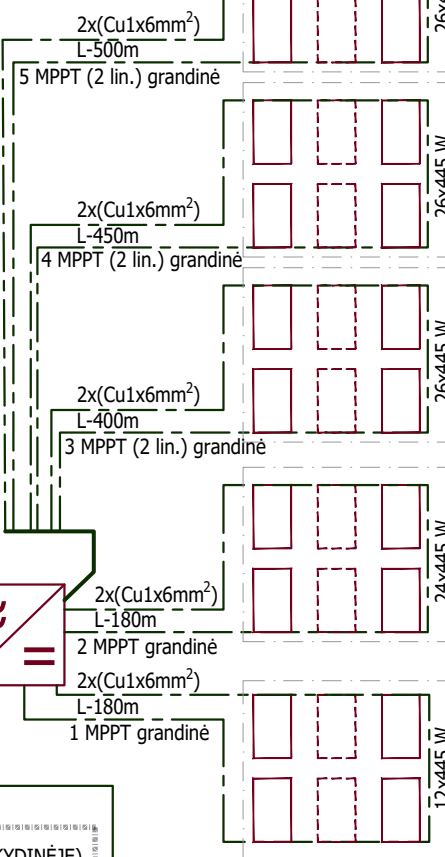 2x(Cu1x6mm²)
L-500m
5 MPPT (2 lin.) grandinė
2x(Cu1x6mm²)
L-450m
4 MPPT (2 lin.) grandinė
26x445 W
2x(Cu1x6mm²)
L-400m
3 MPPT (2 lin.) grandinė
26x445 W
2x(Cu1x6mm²)
L-180m
2 MPPT grandinė
24x445 W
2x(Cu1x6mm²)
L-180m
1 MPPT grandinė
12x445 W